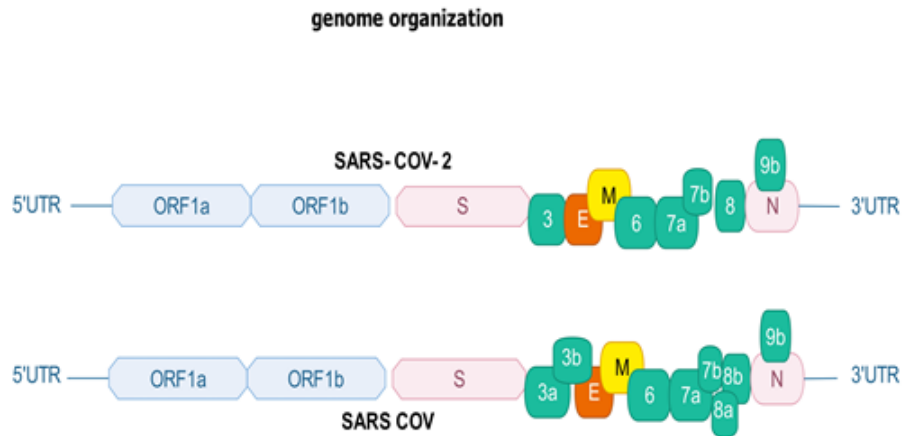 genome organization
SARS- COV- 2
5'UTR ORF1a ORF1b S 3 E M 6 7a 7b 8 9b N 3'UTR
5'UTR ORF1a ORF1b S 3a 3b E M 6 7a 7b 8a 8b 9b N 3'UTR
SARS COV